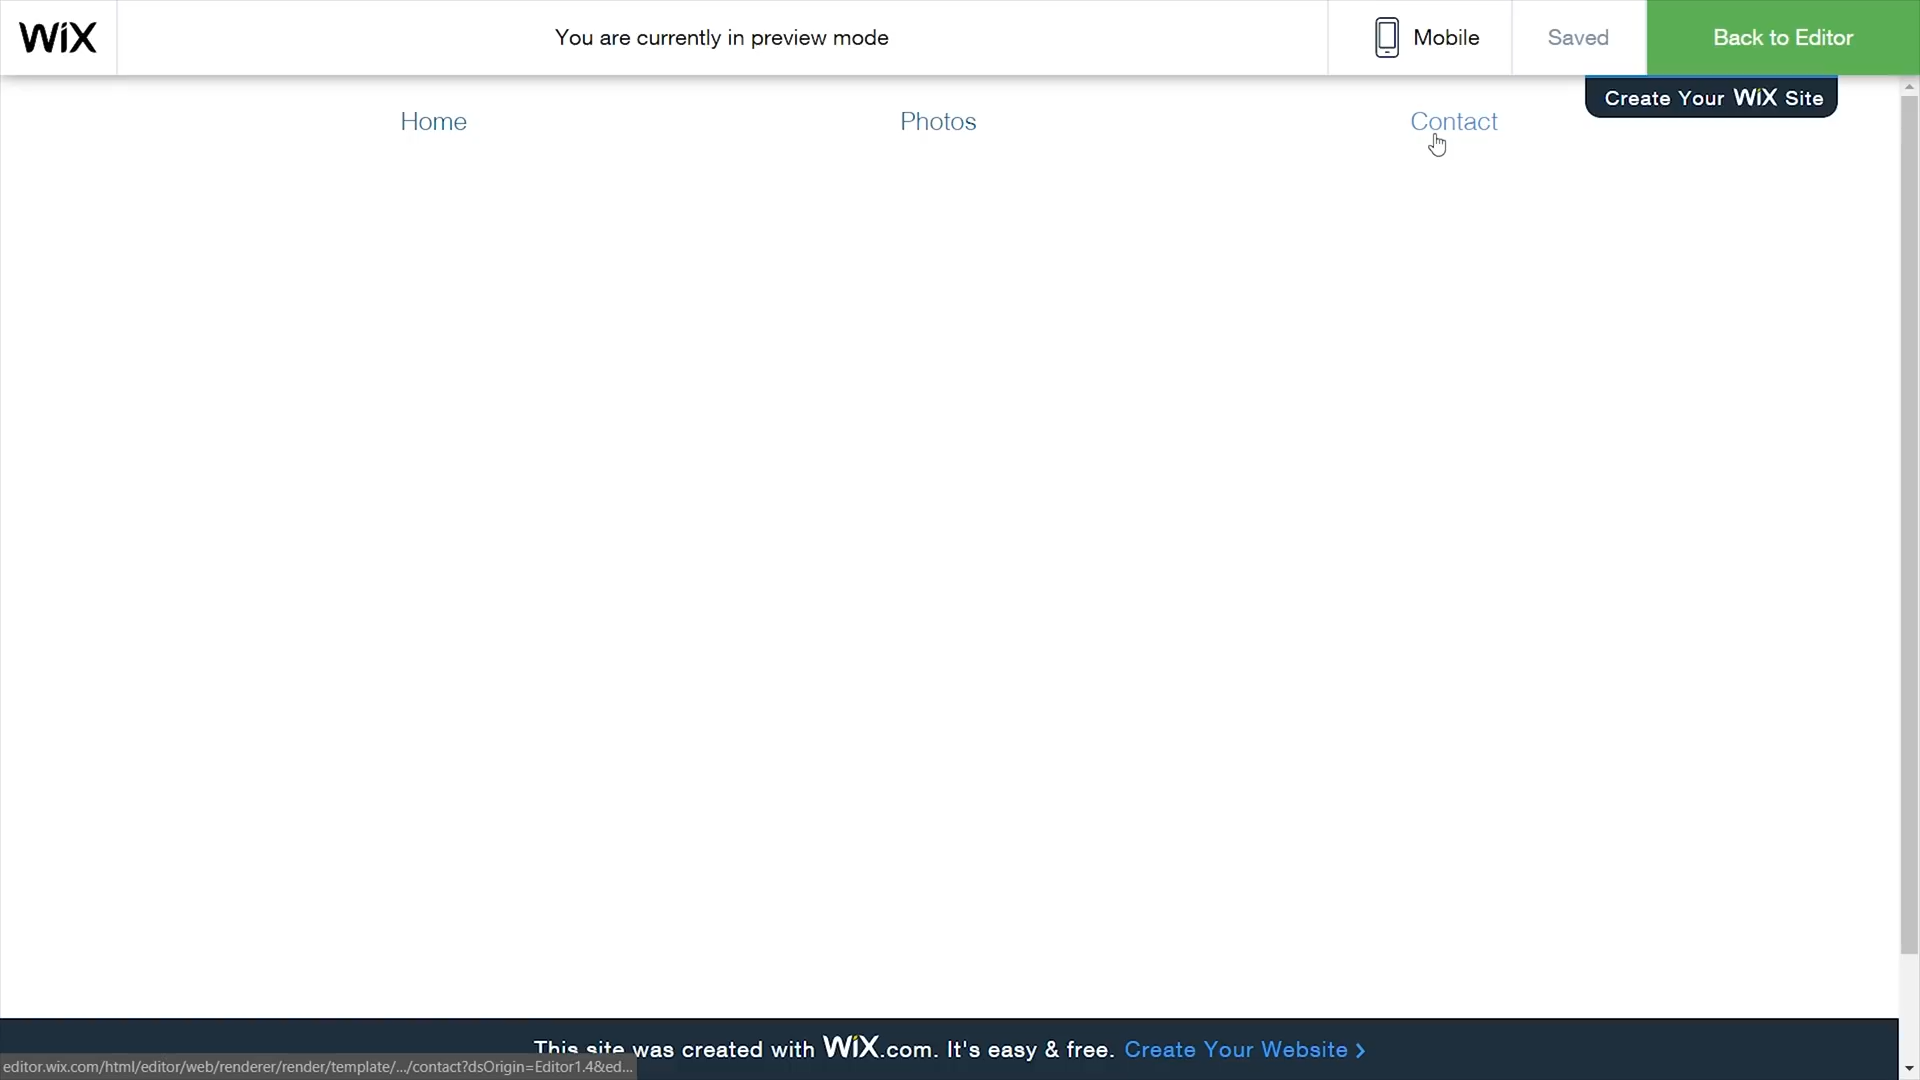 WiX
You are currently in preview mode
Mobile
Saved
Back to Editor
Create Your WiX Site
Home
Photos
Contact
This site was created with WiX.com. It's easy & free.
Create Your Website >
editor.wix.com/html/editor/web/renderer/render/template/.../contact?dsOrigin=Editor1.4&ed...